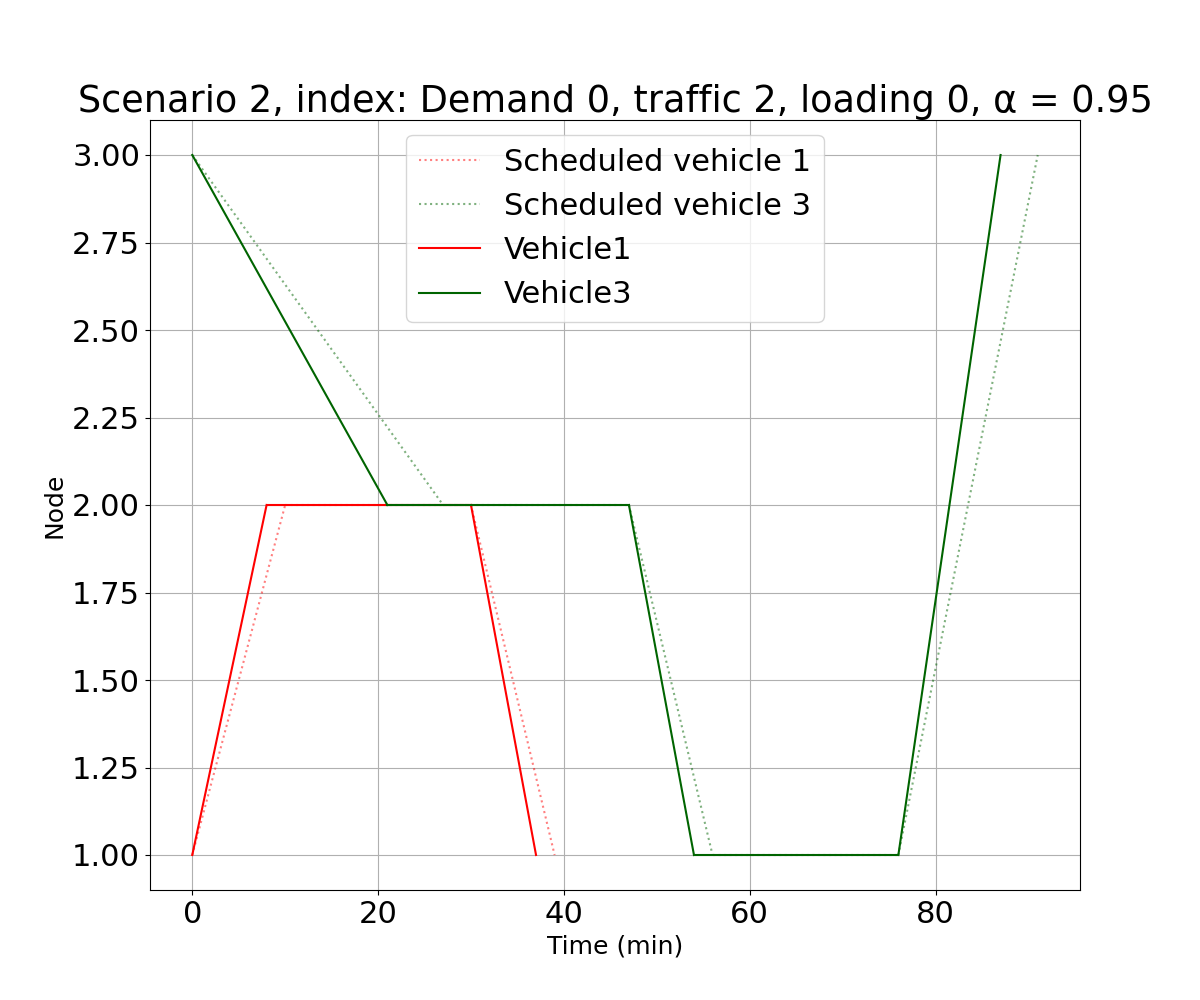 Scenario 2, index: Demand 0, traffic 2, loading 0, α = 0.95
Scheduled vehicle 1
Scheduled vehicle 3
Vehicle1
Vehicle3
3.00
2.75
2.50
2.25
2.00
1.75
1.50
1.25
1.00
Node
0 20 40 60 80
Time (min)